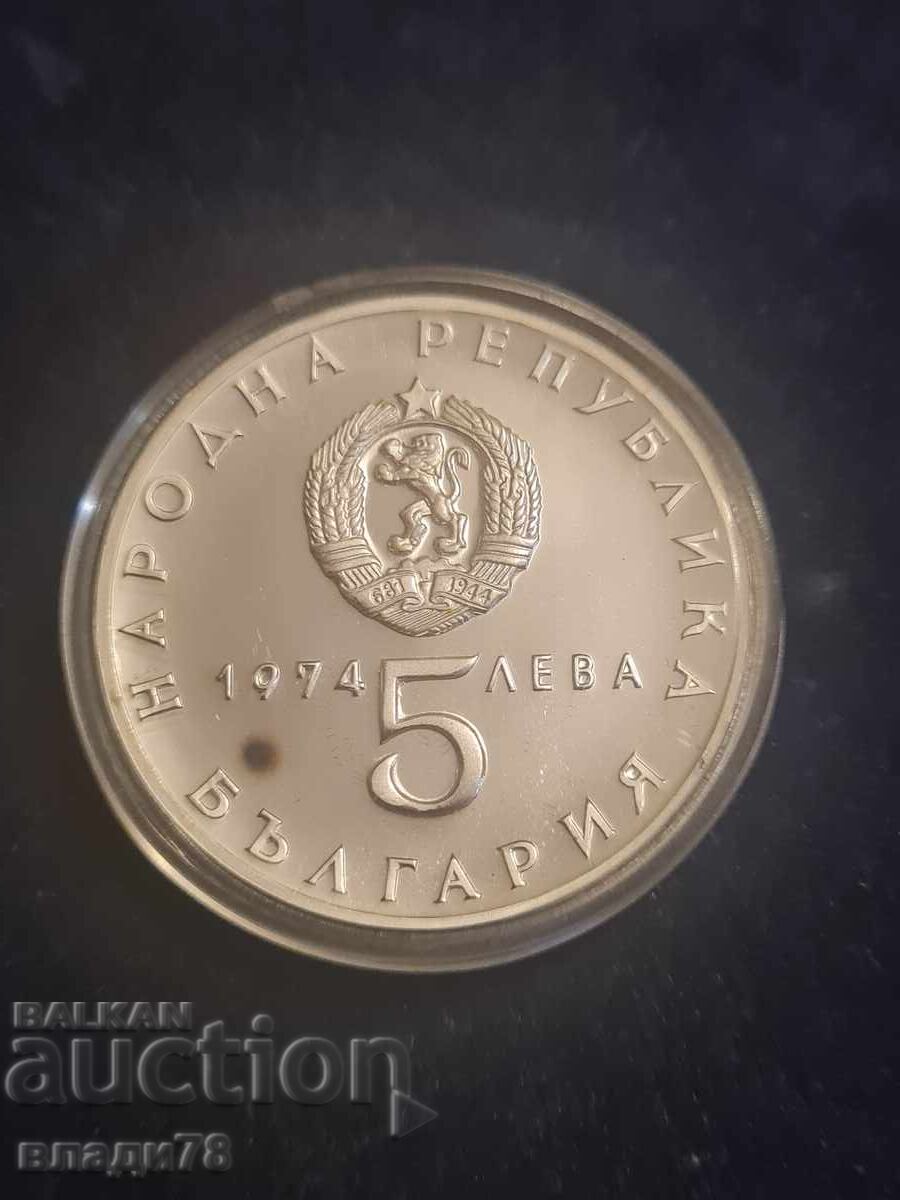 НАРОДНА РЕПУБЛИКА
681 1944
1974 5 ЛЕВА
БЪЛГАРИЯ
BALKAN
auction
влади78